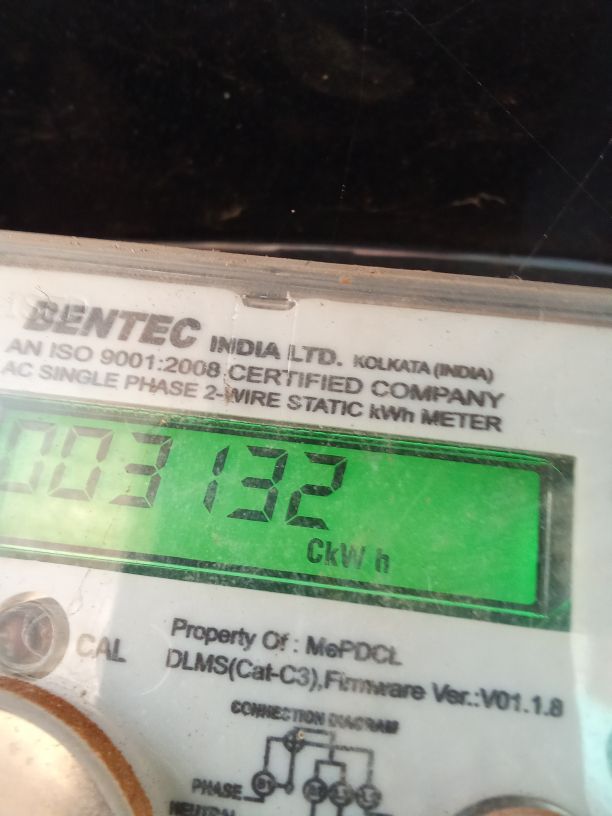 BENTEC INDIA LTD. KOLKATA (INDIA)
AN ISO 9001:2008 CERTIFIED COMPANY
AC SINGLE PHASE 2-WIRE STATIC kWh METER
003132
CkWh
CAL
Property Of : MePDCL
DLMS(Cat-C3),Firmware Ver.:V01.1.8
CONNECTION DIAGRAM
PHASE
NEUTRAL